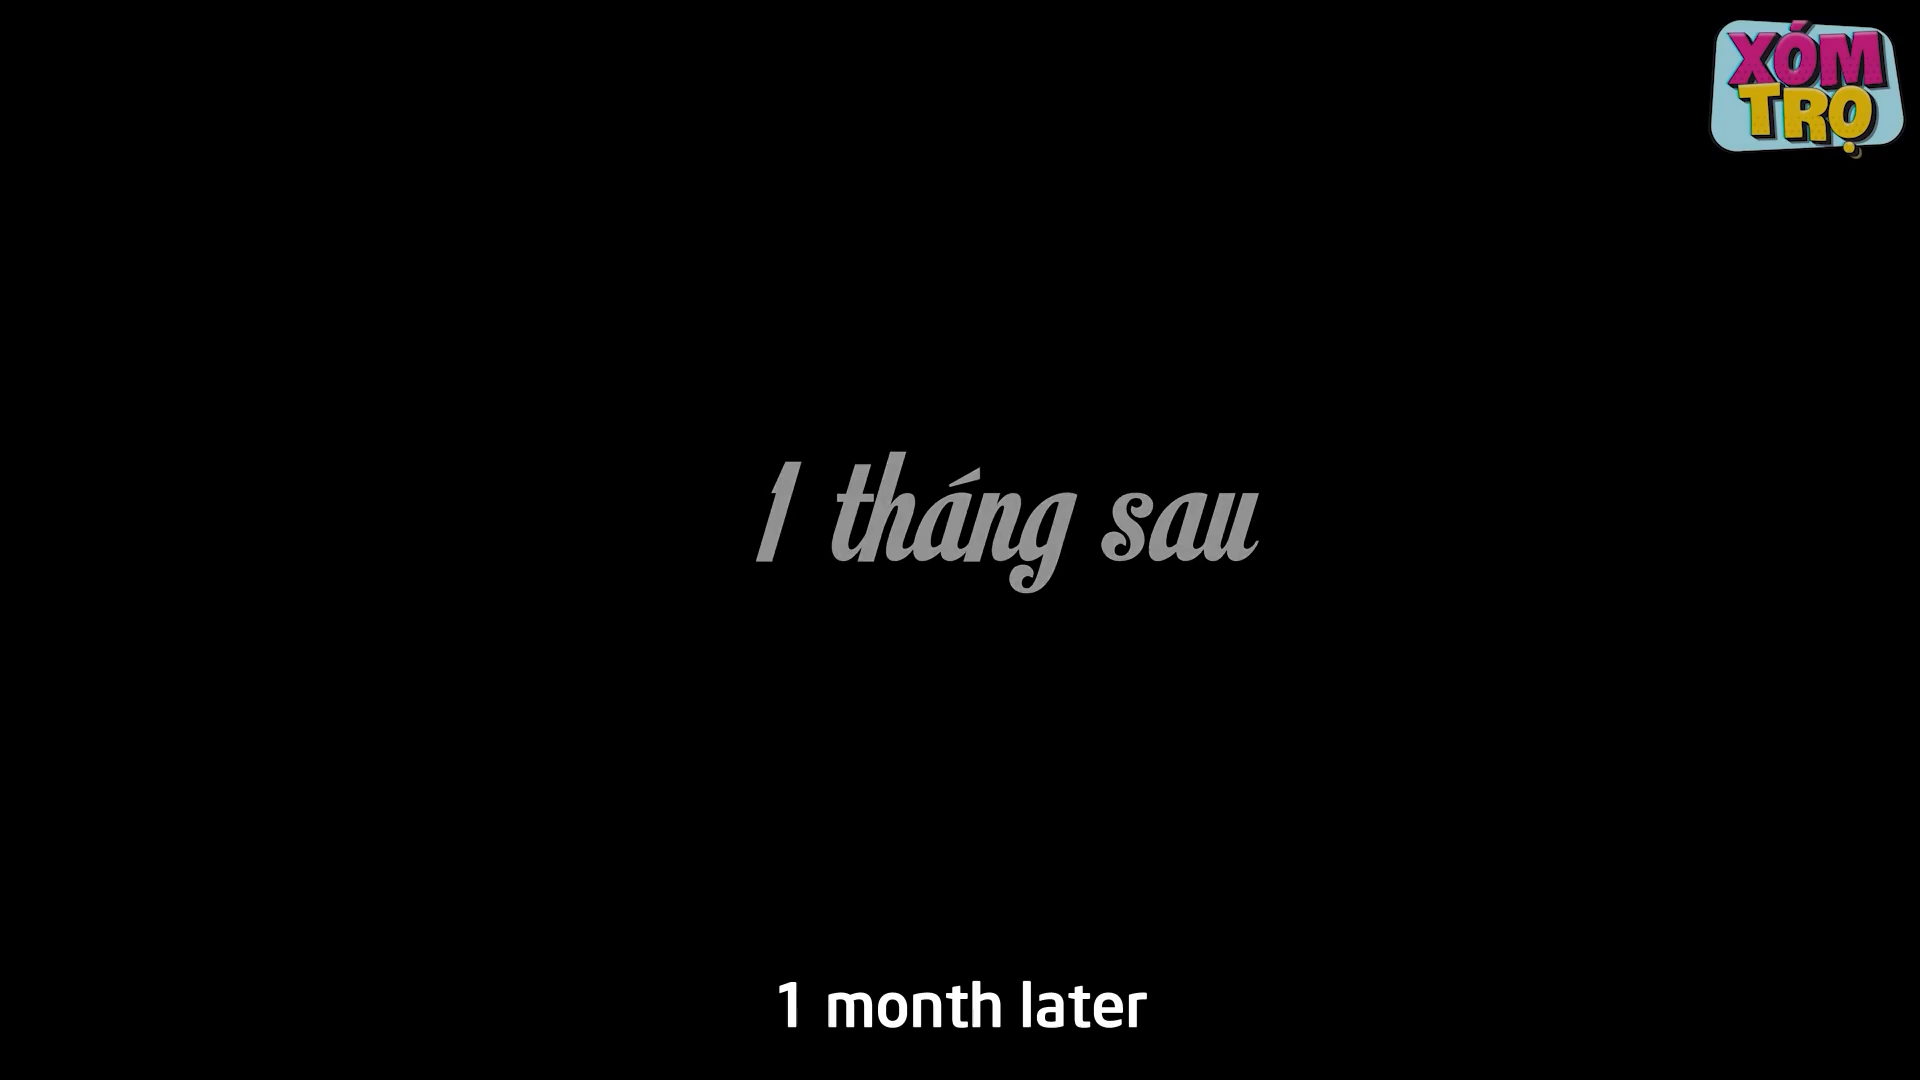 XÓM
TRỌ
1 tháng sau
1 month later